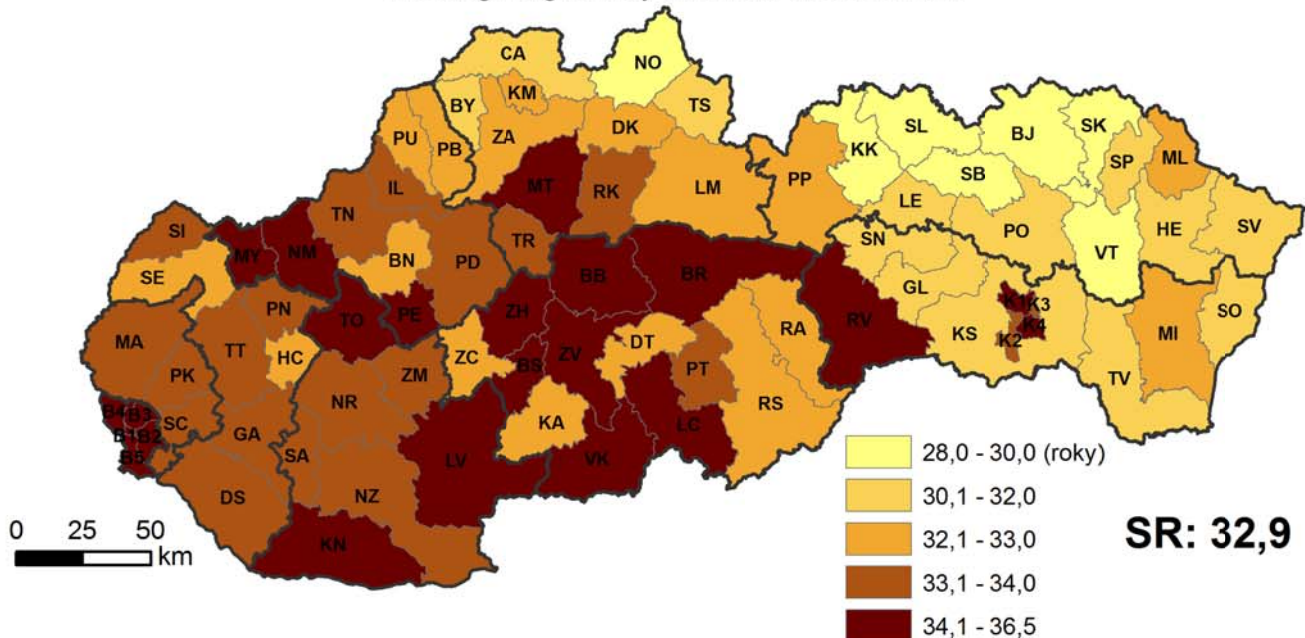 CA
NO
BY
KM
TS
PU
PB
ZA
DK
SL
BJ
SK
KK
SP
ML
IL
MT
RK
LM
PP
SB
TN
LE
SI
MY
NM
TR
SN
PO
HE
SV
BN
PD
VT
SE
BB
BR
GL
PN
PE
TO
ZH
RV
K1
K3
SO
MA
TT
HC
ZC
DT
RA
KS
K2
K4
MI
PK
BS
ZV
PT
TV
NR
ZM
RS
B4
B3
SC
GA
KA
LC
B1
B2
SA
LV
VK
B5
DS
NZ
KN
0 25 50
km
28,0 - 30,0 (roky)
30,1 - 32,0
32,1 - 33,0
33,1 - 34,0
34,1 - 36,5
SR: 32,9